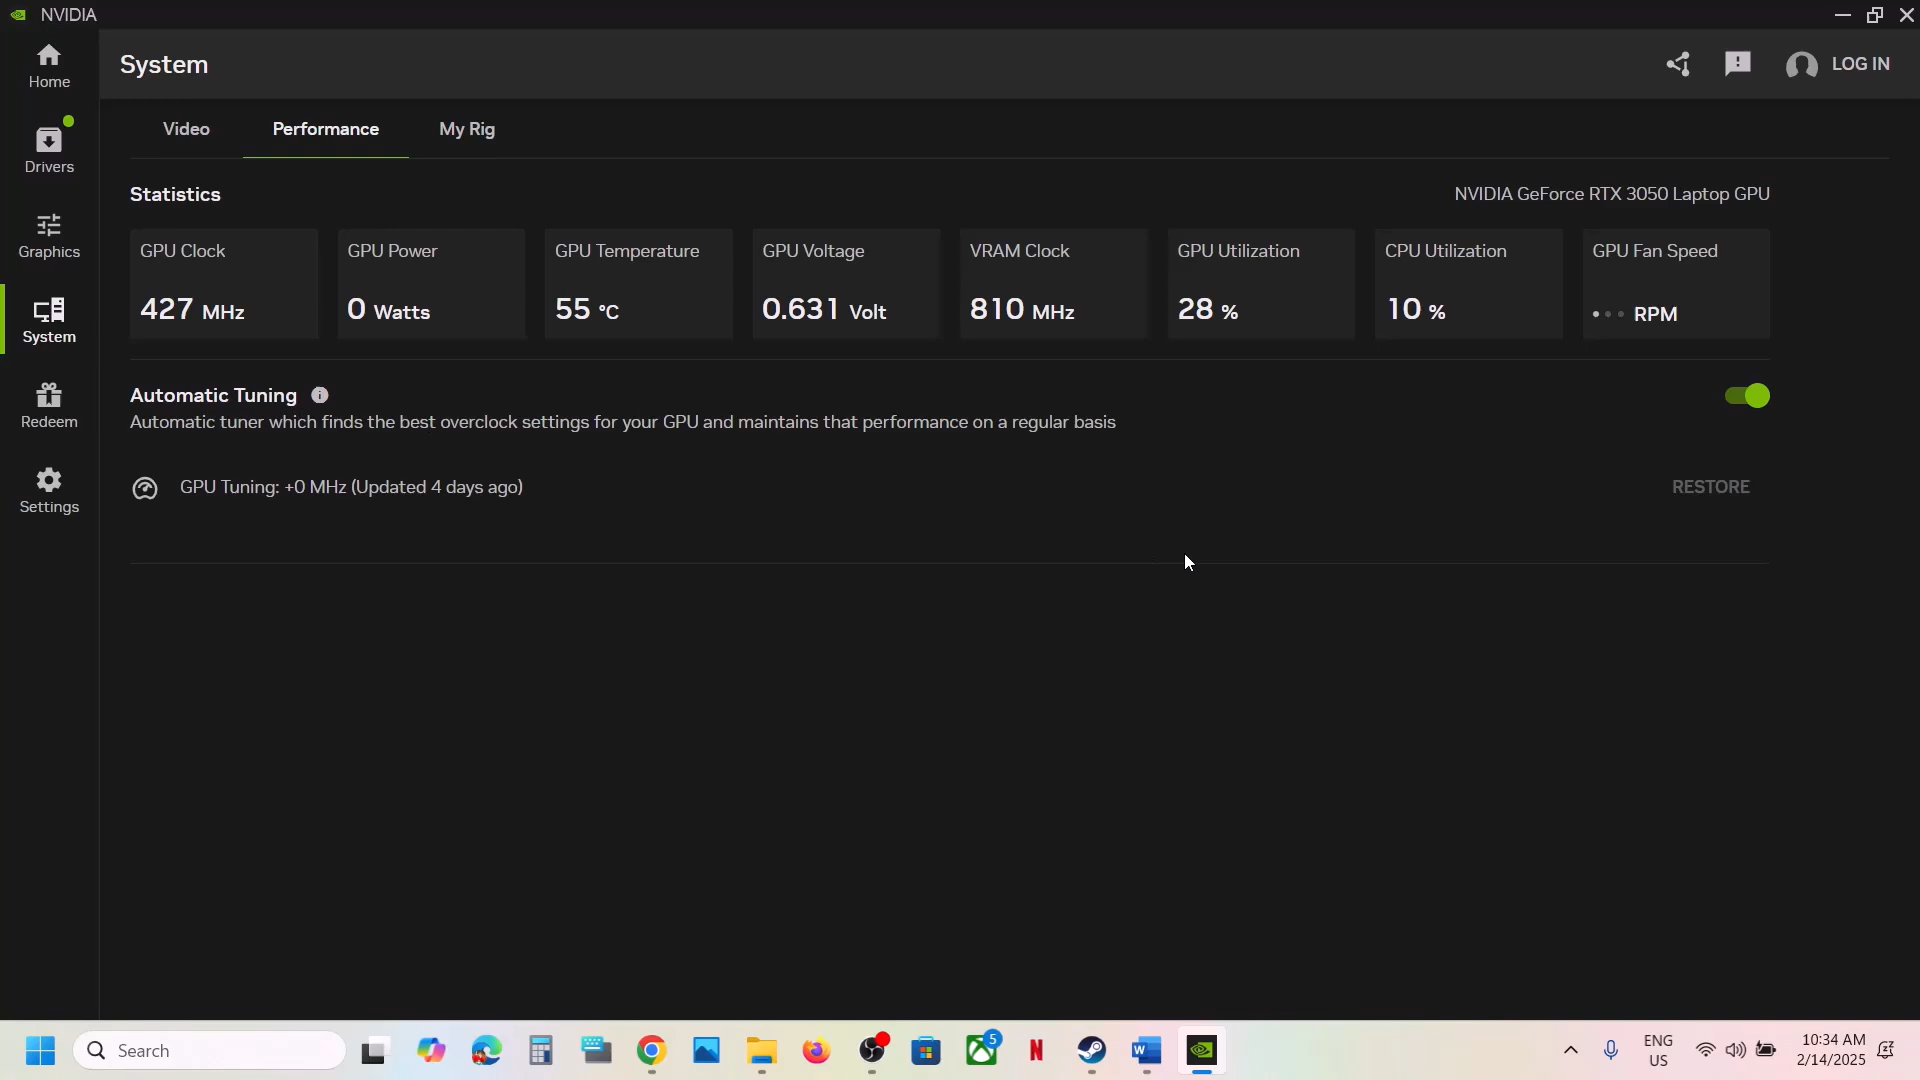 NVIDIA
Home
Drivers
Graphics
System
Redeem
Settings
System
LOG IN
Video
Performance
My Rig
Statistics
NVIDIA GeForce RTX 3050 Laptop GPU
GPU Clock
427 MHz
GPU Power
0 Watts
GPU Temperature
55 °C
GPU Voltage
0.631 Volt
VRAM Clock
810 MHz
GPU Utilization
28 %
CPU Utilization
10 %
GPU Fan Speed
RPM
Automatic Tuning
Automatic tuner which finds the best overclock settings for your GPU and maintains that performance on a regular basis
GPU Tuning: +0 MHz (Updated 4 days ago)
RESTORE
Search
5
ENG
US
10:34 AM
2/14/2025